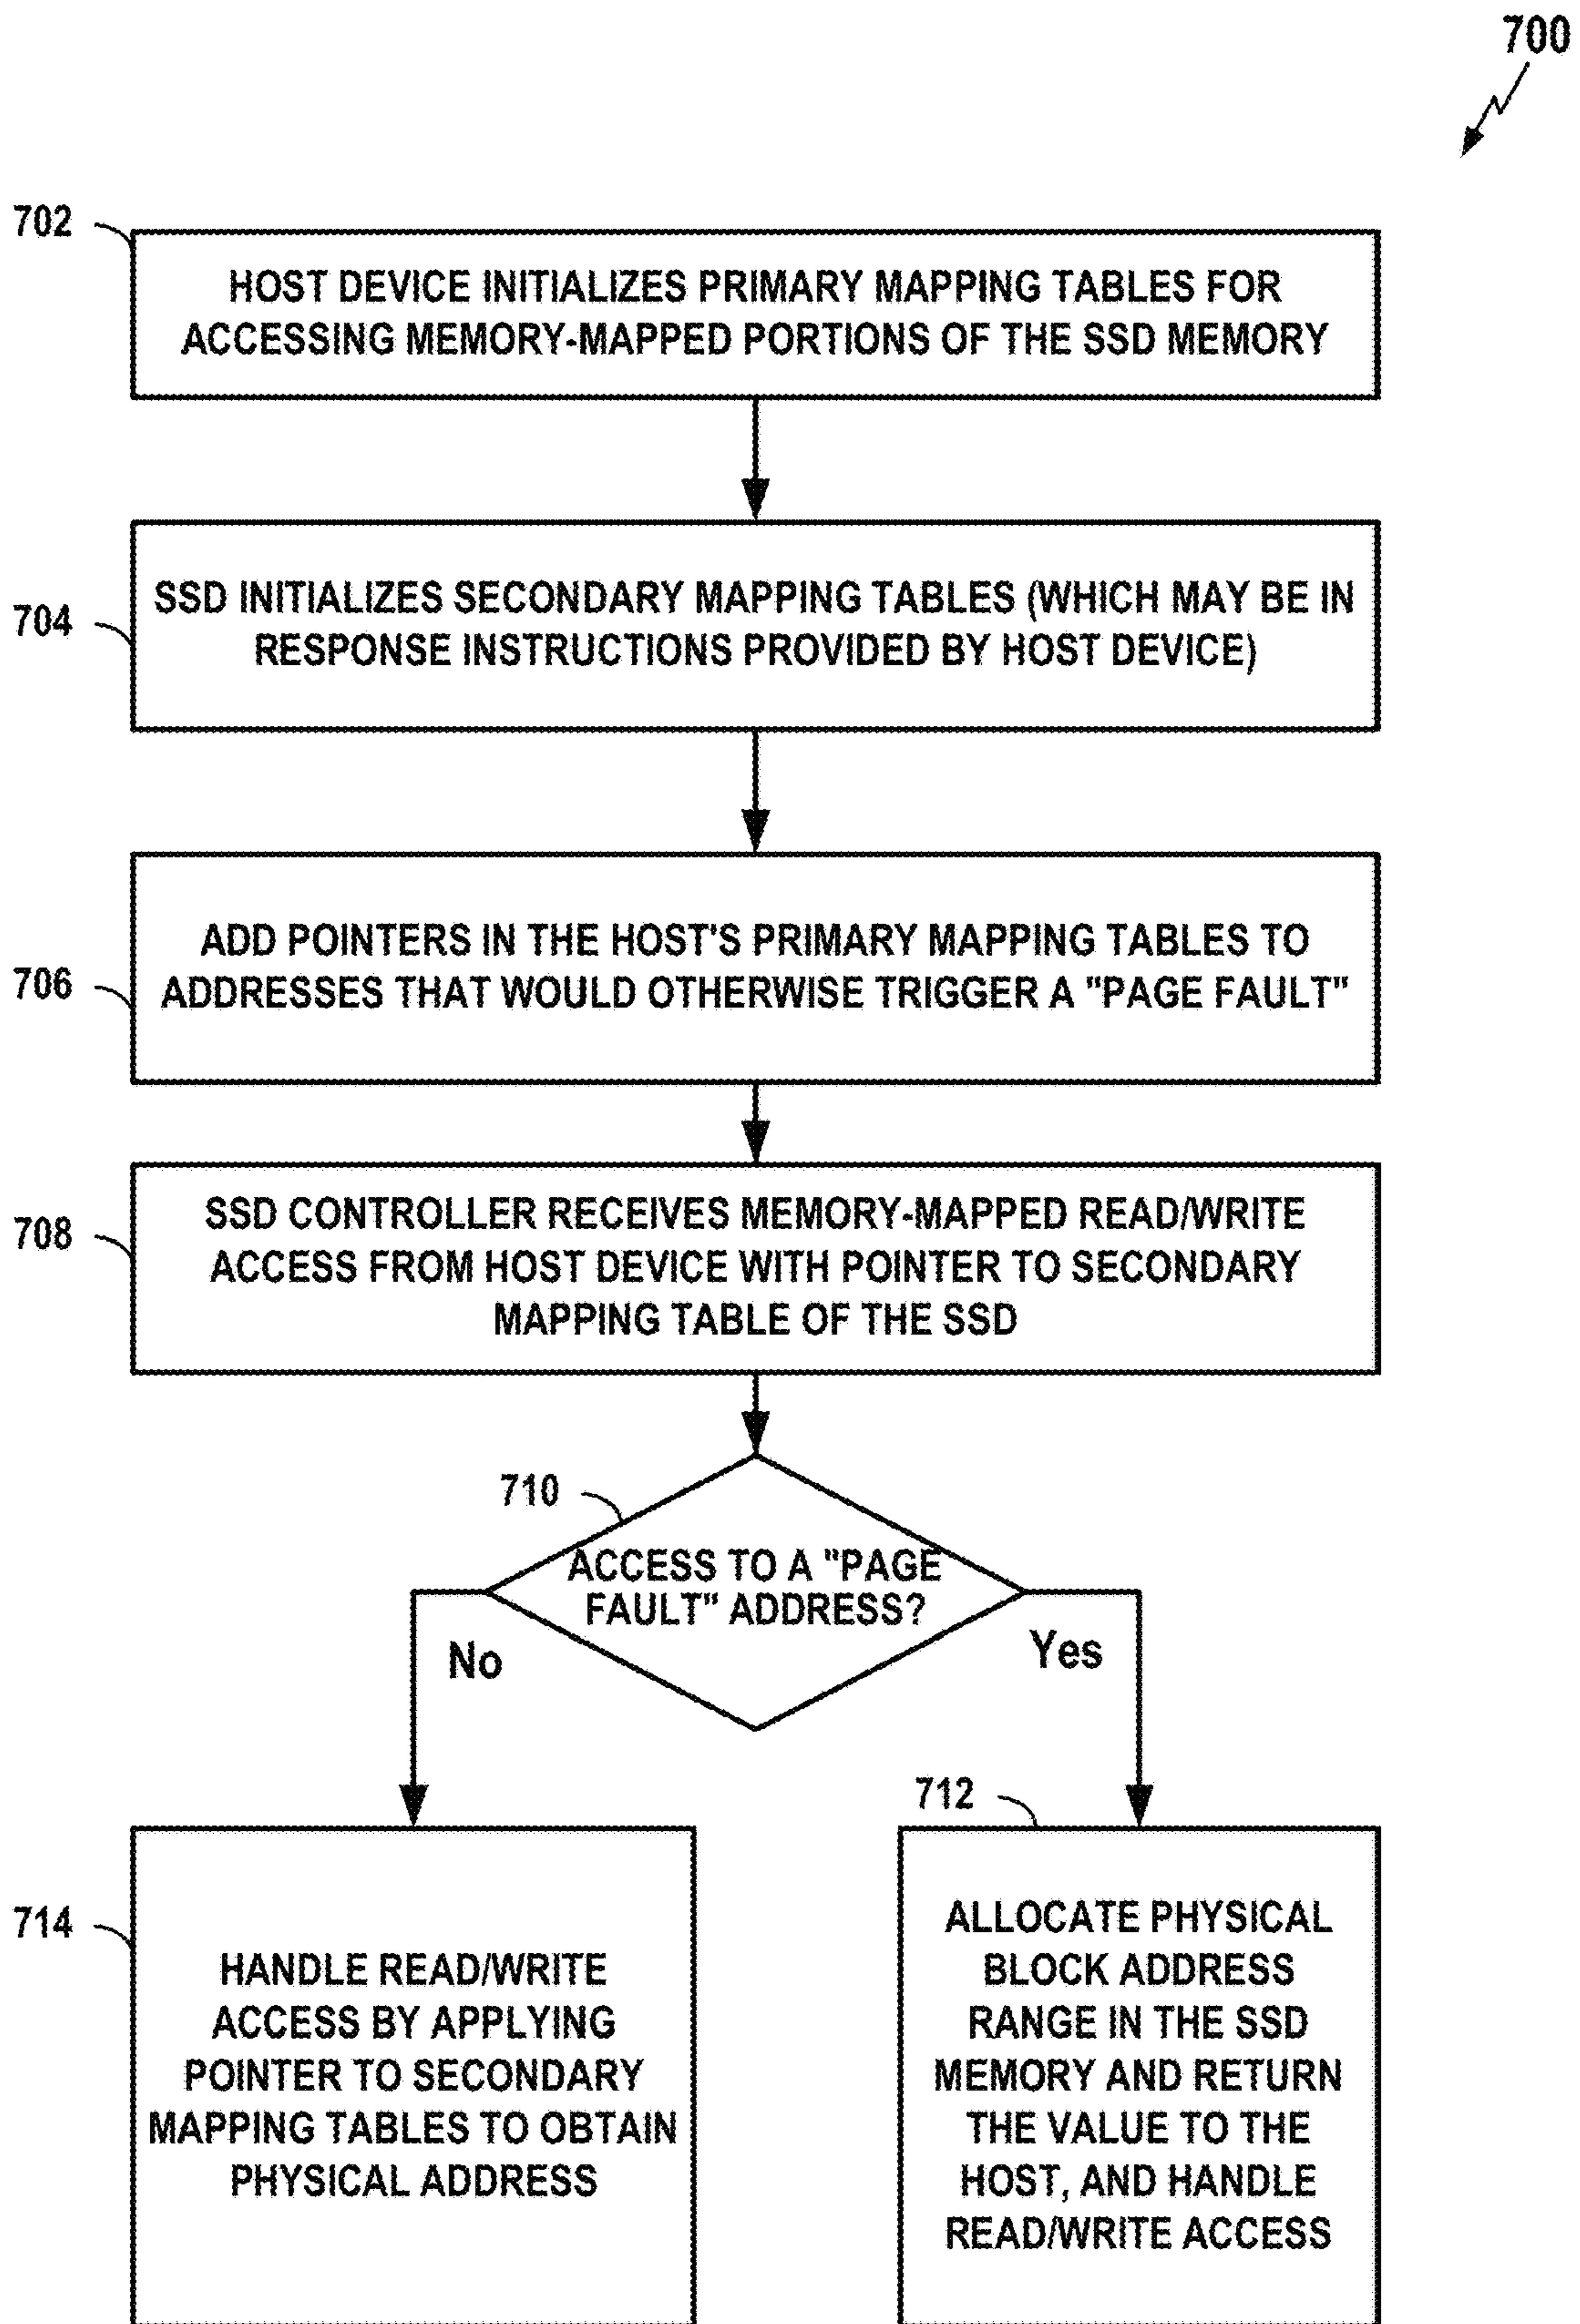 700
702
HOST DEVICE INITIALIZES PRIMARY MAPPING TABLES FOR
ACCESSING MEMORY-MAPPED PORTIONS OF THE SSD MEMORY
704
SSD INITIALIZES SECONDARY MAPPING TABLES (WHICH MAY BE IN
RESPONSE INSTRUCTIONS PROVIDED BY HOST DEVICE)
706
ADD POINTERS IN THE HOST'S PRIMARY MAPPING TABLES TO
ADDRESSES THAT WOULD OTHERWISE TRIGGER A "PAGE FAULT"
708
SSD CONTROLLER RECEIVES MEMORY-MAPPED READ/WRITE
ACCESS FROM HOST DEVICE WITH POINTER TO SECONDARY
MAPPING TABLE OF THE SSD
710
ACCESS TO A "PAGE
FAULT" ADDRESS?
No
Yes
714
HANDLE READ/WRITE
ACCESS BY APPLYING
POINTER TO SECONDARY
MAPPING TABLES TO OBTAIN
PHYSICAL ADDRESS
712
ALLOCATE PHYSICAL
BLOCK ADDRESS
RANGE IN THE SSD
MEMORY AND RETURN
THE VALUE TO THE
HOST, AND HANDLE
READ/WRITE ACCESS